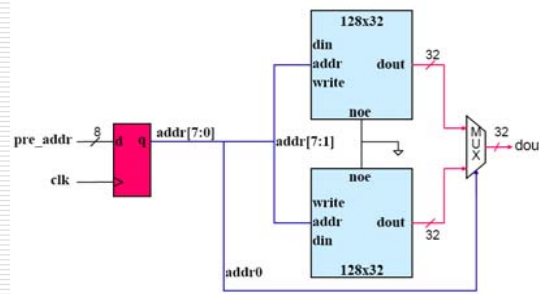 128x32
din
addr
write
dout
32
noe
pre_addr
8
d
q
addr[7:0]
addr[7:1]
clk
MUX
32
dou
noe
write
addr
din
dout
32
128x32
addr0